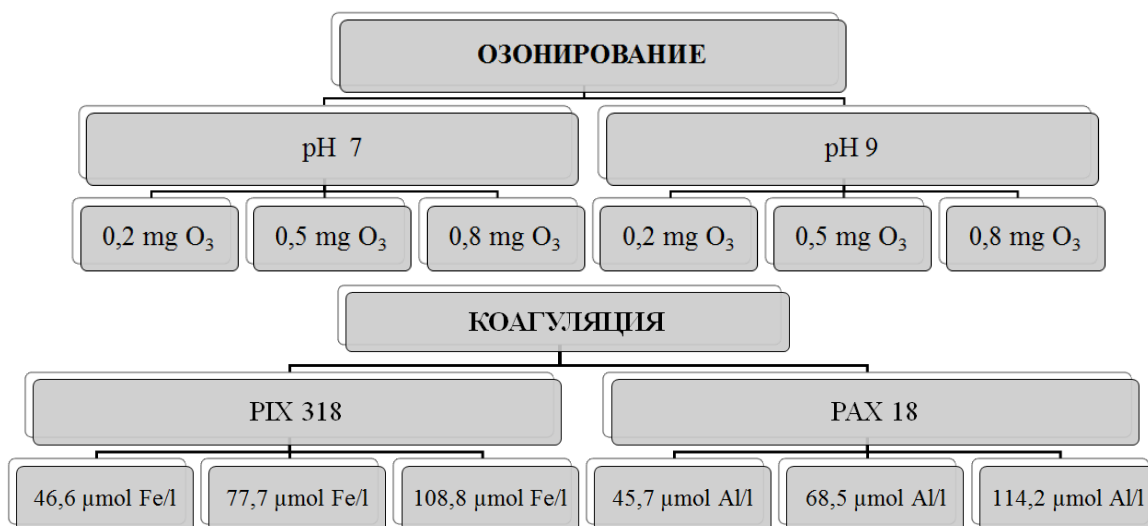 ОЗОНИРОВАНИЕ
pH 7
pH 9
0,2 mg O₃
0,5 mg O₃
0,8 mg O₃
0,2 mg O₃
0,5 mg O₃
0,8 mg O₃
КОАГУЛЯЦИЯ
PIX 318
PAX 18
46,6 µmol Fe/l
77,7 µmol Fe/l
108,8 µmol Fe/l
45,7 µmol Al/l
68,5 µmol Al/l
114,2 µmol Al/l